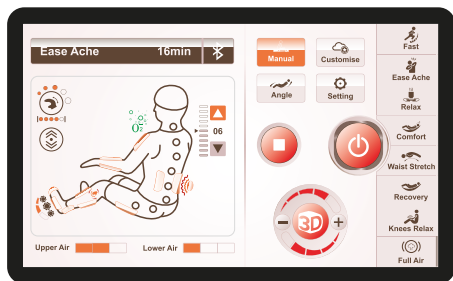 Ease Ache 16min
O₂
06
Upper Air Lower Air
Manual
Customise
Angle
Setting
3D
Fast
Ease Ache
Relax
Comfort
Waist Stretch
Recovery
Knees Relax
Full Air